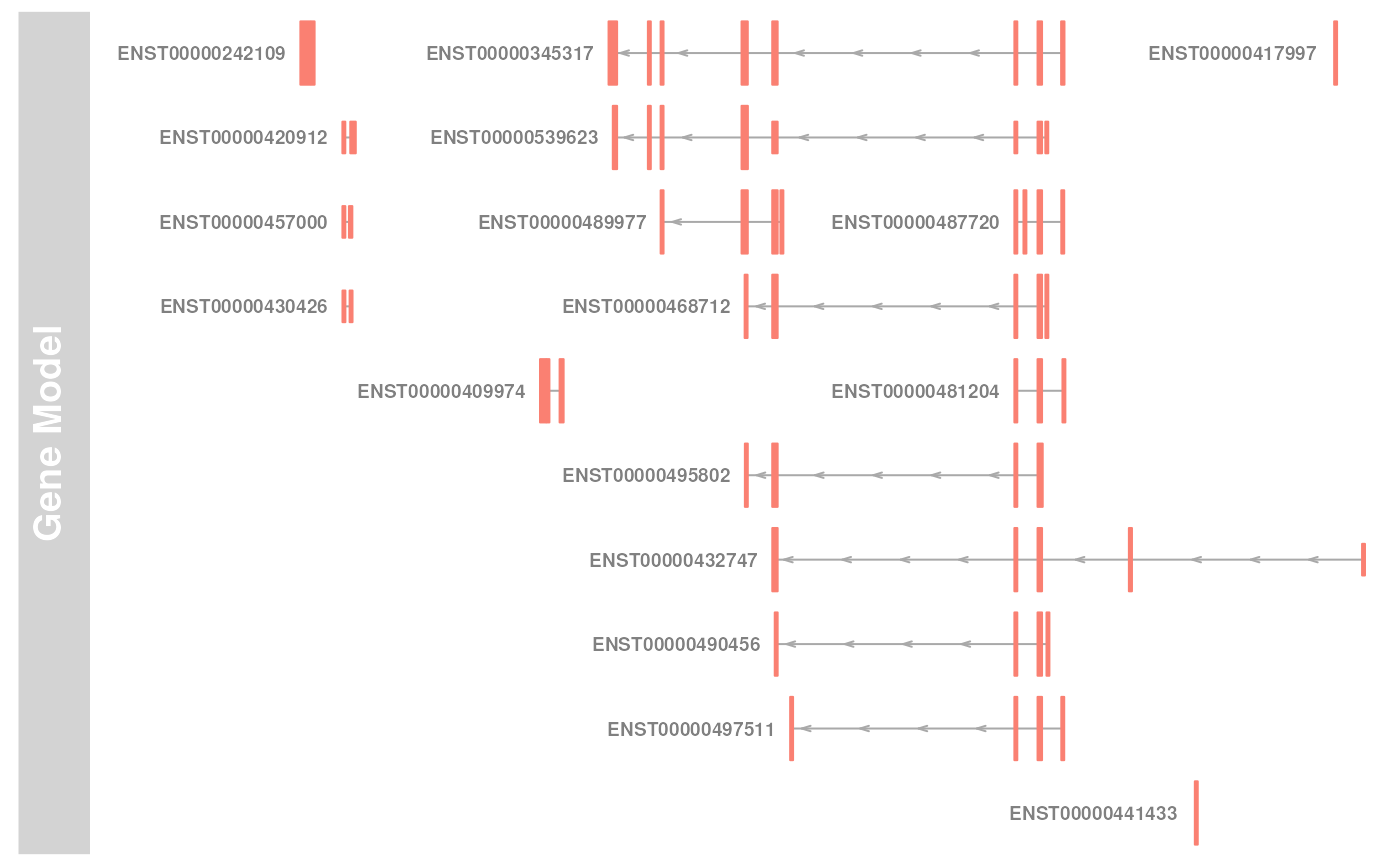 Gene Model
ENST00000242109
ENST00000345317
ENST00000417997
ENST00000420912
ENST00000539623
ENST00000457000
ENST00000489977
ENST00000487720
ENST00000430426
ENST00000468712
ENST00000409974
ENST00000481204
ENST00000495802
ENST00000432747
ENST00000490456
ENST00000497511
ENST00000441433